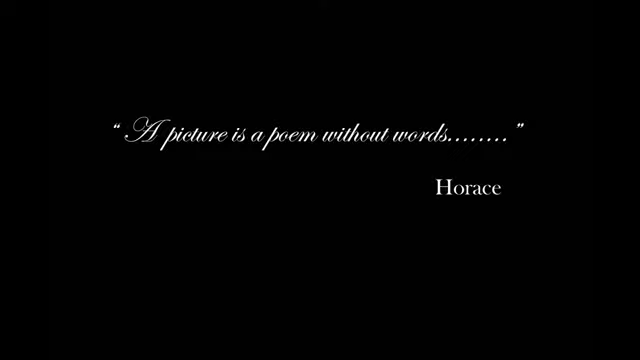 “ A picture is a poem without words........ ”
Horace